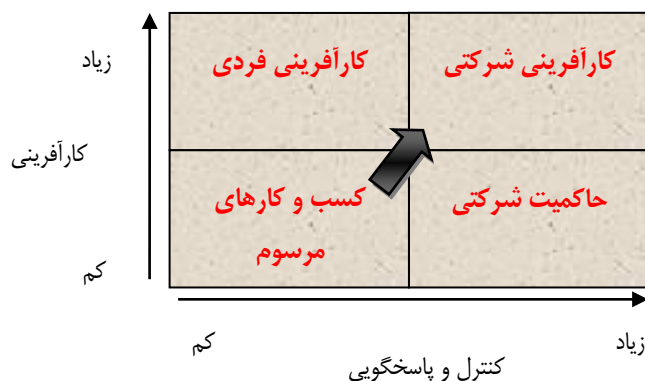 زیاد
کارآفرینی
کم
کارآفرینی شرکتی
کارآفرینی فردی
حاکمیت شرکتی
کسب و کارهای
مرسوم
زیاد
کم
کنترل و پاسخگویی